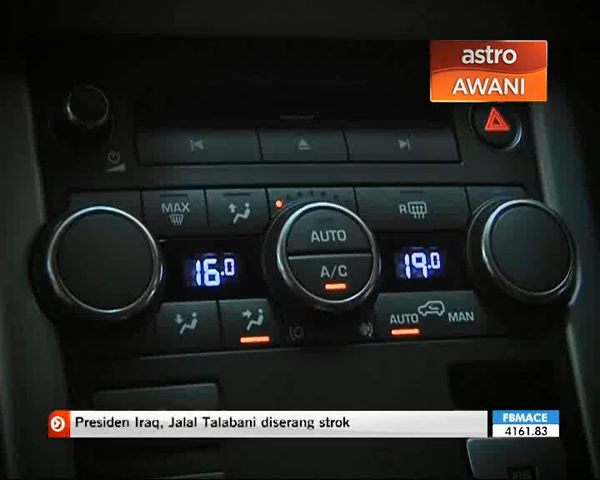 astro
AWANI
MAX
R
AUTO
16.0
A/C
19.0
AUTO MAN
Presiden Iraq, Jalal Talabani diserang strok
FBMACE
4161.83